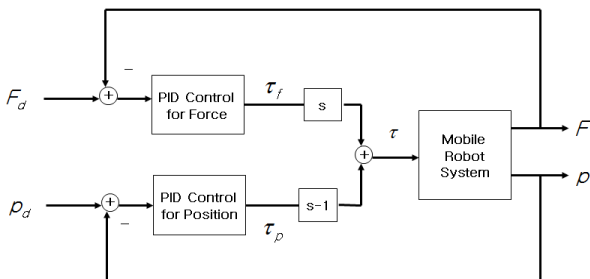 F_d
−
+
PID Control
for Force
τ_f
s
+
τ
Mobile
Robot
System
F
p
p_d
+
−
PID Control
for Position
τ_p
s-1